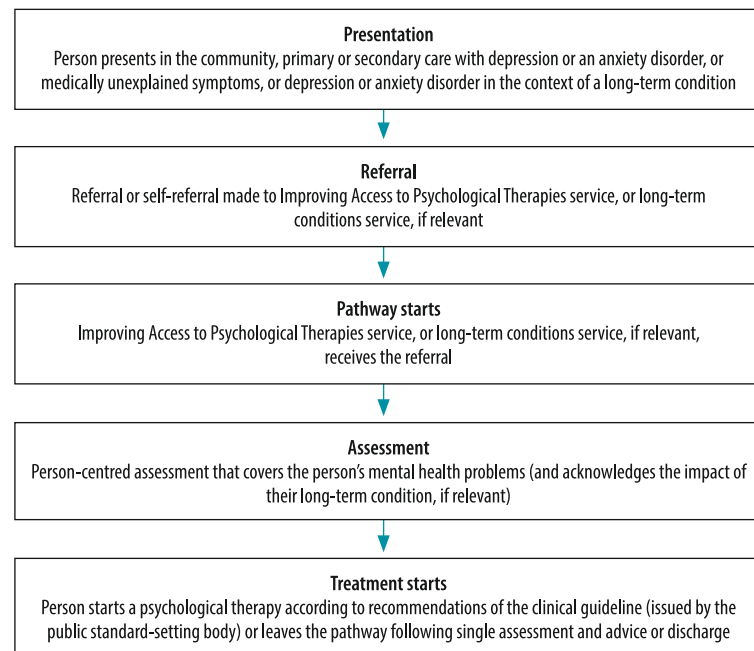 Presentation
Person presents in the community, primary or secondary care with depression or an anxiety disorder, or
medically unexplained symptoms, or depression or anxiety disorder in the context of a long-term condition
Referral
Referral or self-referral made to Improving Access to Psychological Therapies service, or long-term
conditions service, if relevant
Pathway starts
Improving Access to Psychological Therapies service, or long-term conditions service, if relevant,
receives the referral
Assessment
Person-centred assessment that covers the person’s mental health problems (and acknowledges the impact of
their long-term condition, if relevant)
Treatment starts
Person starts a psychological therapy according to recommendations of the clinical guideline (issued by the
public standard-setting body) or leaves the pathway following single assessment and advice or discharge